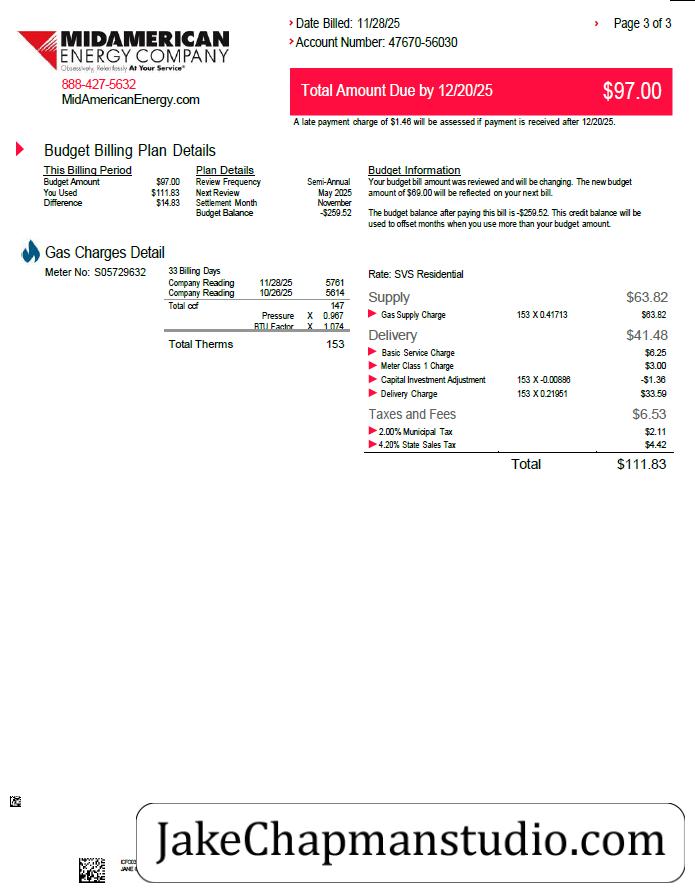 Date Billed: 11/28/25
Page 3 of 3
Account Number: 47670-56030
MIDAMERICAN
ENERGY COMPANY
Obsessively, Relentlessly At Your Service®
888-427-5632
MidAmericanEnergy.com
Total Amount Due by 12/20/25 $97.00
A late payment charge of $1.46 will be assessed if payment is received after 12/20/25.
Budget Billing Plan Details
This Billing Period
Budget Amount $97.00
You Used $111.83
Difference $14.83
Plan Details
Review Frequency Semi-Annual
Next Review May 2025
Settlement Month November
Budget Balance -$259.52
Budget Information
Your budget bill amount was reviewed and will be changing. The new budget
amount of $69.00 will be reflected on your next bill.
The budget balance after paying this bill is -$259.52. This credit balance will be
used to offset months when you use more than your budget amount.
Gas Charges Detail
Meter No: S05729632
33 Billing Days
Company Reading 11/28/25 5761
Company Reading 10/26/25 5614
Total ccf 147
Pressure X 0.967
BTU Factor X 1.074
Total Therms 153
Rate: SVS Residential
Supply $63.82
Gas Supply Charge 153 X 0.41713 $63.82
Delivery $41.48
Basic Service Charge $6.25
Meter Class 1 Charge $3.00
Capital Investment Adjustment 153 X -0.00886 -$1.36
Delivery Charge 153 X 0.21951 $33.59
Taxes and Fees $6.53
2.00% Municipal Tax $2.11
4.20% State Sales Tax $4.42
Total $111.83
JakeChapmanstudio.com